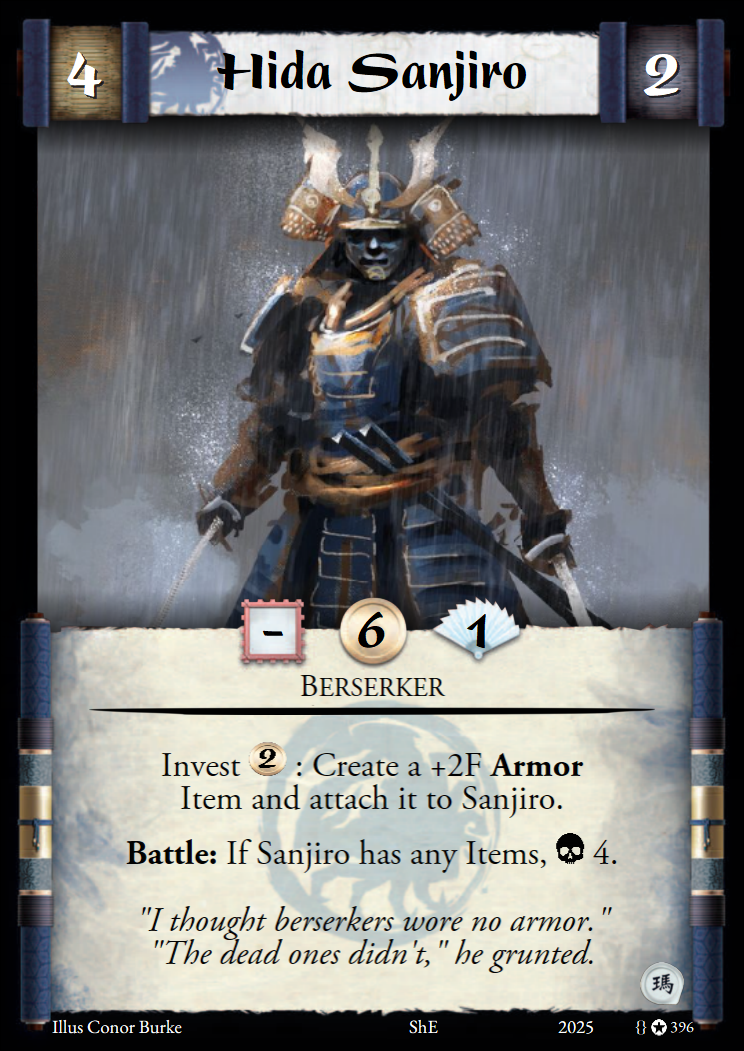 4
Hida Sanjiro
2
-
6
1
BERSERKER
Invest 2 : Create a +2F Armor
Item and attach it to Sanjiro.
Battle: If Sanjiro has any Items, 4.
"I thought berserkers wore no armor."
"The dead ones didn't," he grunted.
瑪
Illus Conor Burke
ShE
2025
{} 396